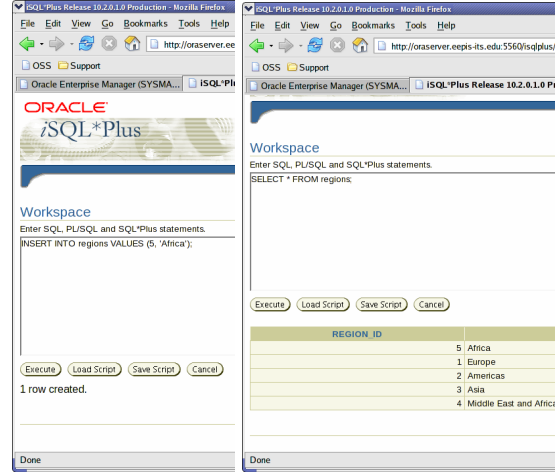 iSQL*Plus Release 10.2.0.1.0 Production - Mozilla Firefox
File Edit View Go Bookmarks Tools Help
http://oraserver.ee
OSS Support
Oracle Enterprise Manager (SYSMA...
ORACLE
iSQL*Plus
Workspace
Enter SQL, PL/SQL and SQL*Plus statements.
INSERT INTO regions VALUES (5, 'Africa');
Execute Load Script Save Script Cancel
1 row created.
Done
iSQL*Plus Release 10.2.0.1.0 Production - Mozilla Firefox
File Edit View Go Bookmarks Tools Help
http://oraserver.eepis-its.edu:5560/isqlplus/
OSS Support
Oracle Enterprise Manager (SYSMA... iSQL*Plus Release 10.2.0.1.0 Pr
Workspace
Enter SQL, PL/SQL and SQL*Plus statements.
SELECT * FROM regions;
Execute Load Script Save Script Cancel
REGION_ID
5 Africa
1 Europe
2 Americas
3 Asia
4 Middle East and Africa
Done